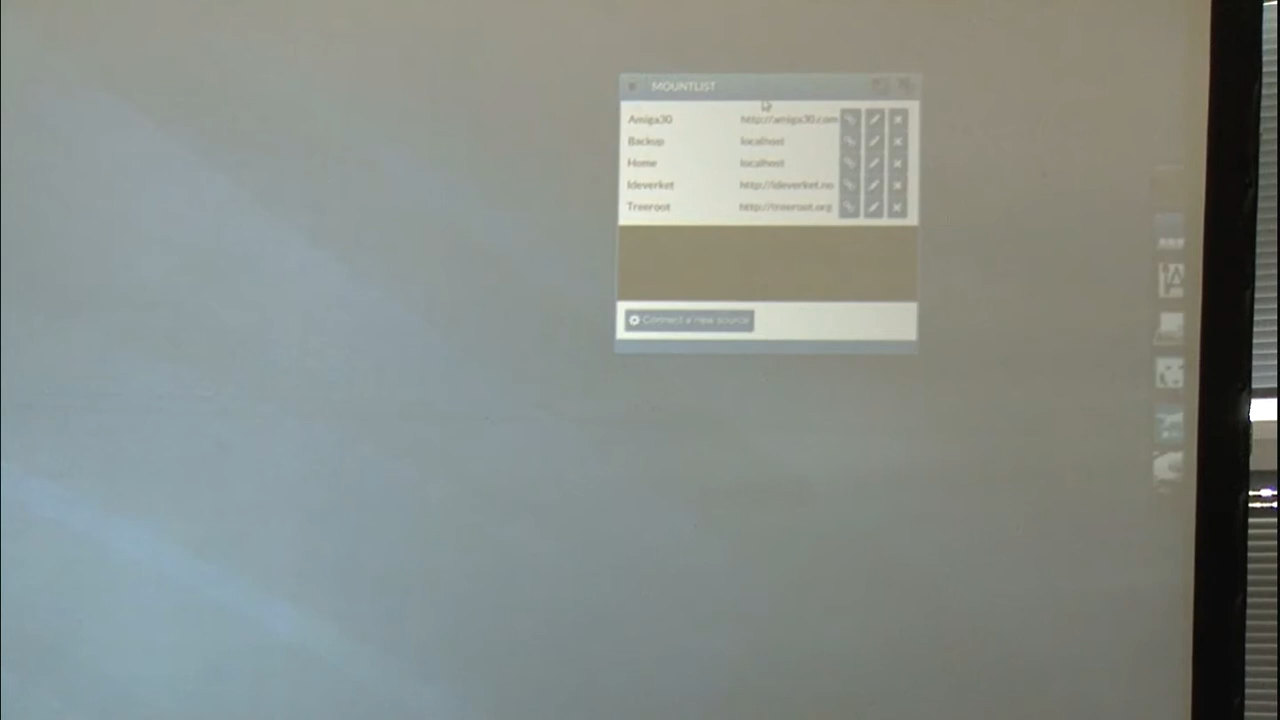 MOUNTLIST
Amiga30 http://amiga30.com
Backup localhost
Home localhost
Ideverket http://ideverket.no
Treeroot http://treeroot.org
Connect a new source